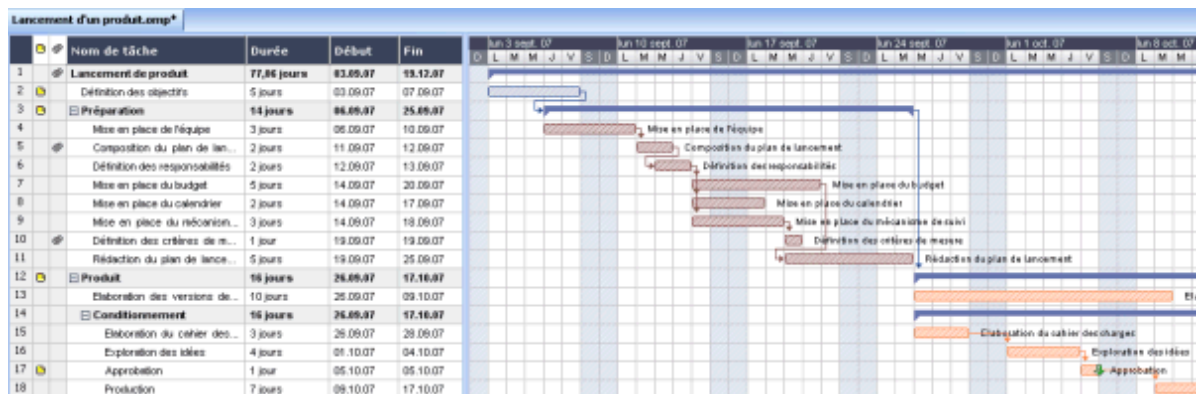 Lancement d'un produit.omp*
Nom de tâche Durée Début Fin
lun 3 sept. 07 lun 10 sept. 07 lun 17 sept. 07 lun 24 sept. 07 lun 1 oct. 07 lun 8 oct. 07
D L M M J V S D L M M J V S D L M M J V S D L M M J V S D L M M J V S D L M M
1 Lancement de produit 77,06 jours 03.09.07 19.12.07
2 Définition des objectifs 5 jours 03.09.07 07.09.07
3 Préparation 14 jours 06.09.07 25.09.07
4 Mise en place de l'équipe 3 jours 06.09.07 10.09.07 Mise en place de l'équipe
5 Composition du plan de lan... 2 jours 11.09.07 12.09.07 Composition du plan de lancement
6 Définition des responsabilités 2 jours 12.09.07 13.09.07 Définition des responsabilités
7 Mise en place du budget 5 jours 14.09.07 20.09.07 Mise en place du budget
8 Mise en place du calendrier 2 jours 14.09.07 17.09.07 Mise en place du calendrier
9 Mise en place du mécanism... 3 jours 14.09.07 18.09.07 Mise en place du mécanisme de suivi
10 Définition des critères de m... 1 jour 19.09.07 19.09.07 Définition des critères de mesure
11 Rédaction du plan de lance... 5 jours 19.09.07 25.09.07 Rédaction du plan de lancement
12 Produit 16 jours 26.09.07 17.10.07
13 Elaboration des versions de... 10 jours 26.09.07 09.10.07
14 Conditionnement 16 jours 26.09.07 17.10.07
15 Elaboration du cahier des... 3 jours 26.09.07 28.09.07 Elaboration du cahier des charges
16 Exploration des idées 4 jours 01.10.07 04.10.07 Exploration des idées
17 Approbation 1 jour 05.10.07 05.10.07 Approbation
18 Production 7 jours 09.10.07 17.10.07